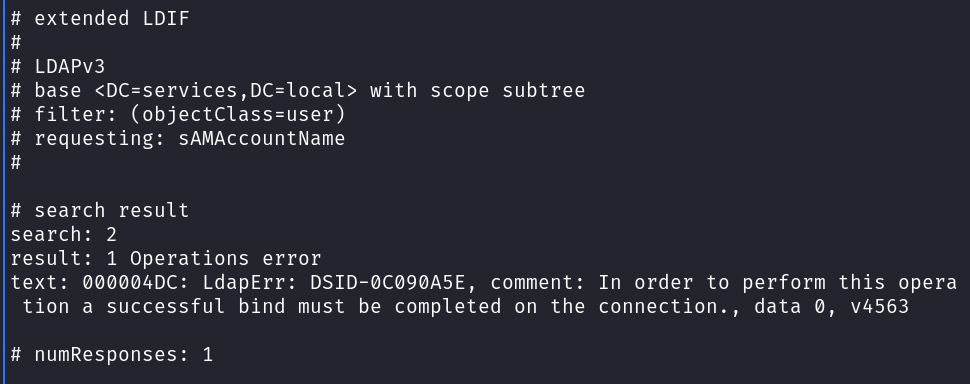 # extended LDIF
#
# LDAPv3
# base <DC=services,DC=local> with scope subtree
# filter: (objectClass=user)
# requesting: sAMAccountName
#

# search result
search: 2
result: 1 Operations error
text: 000004DC: LdapErr: DSID-0C090A5E, comment: In order to perform this opera
 tion a successful bind must be completed on the connection., data 0, v4563

# numResponses: 1